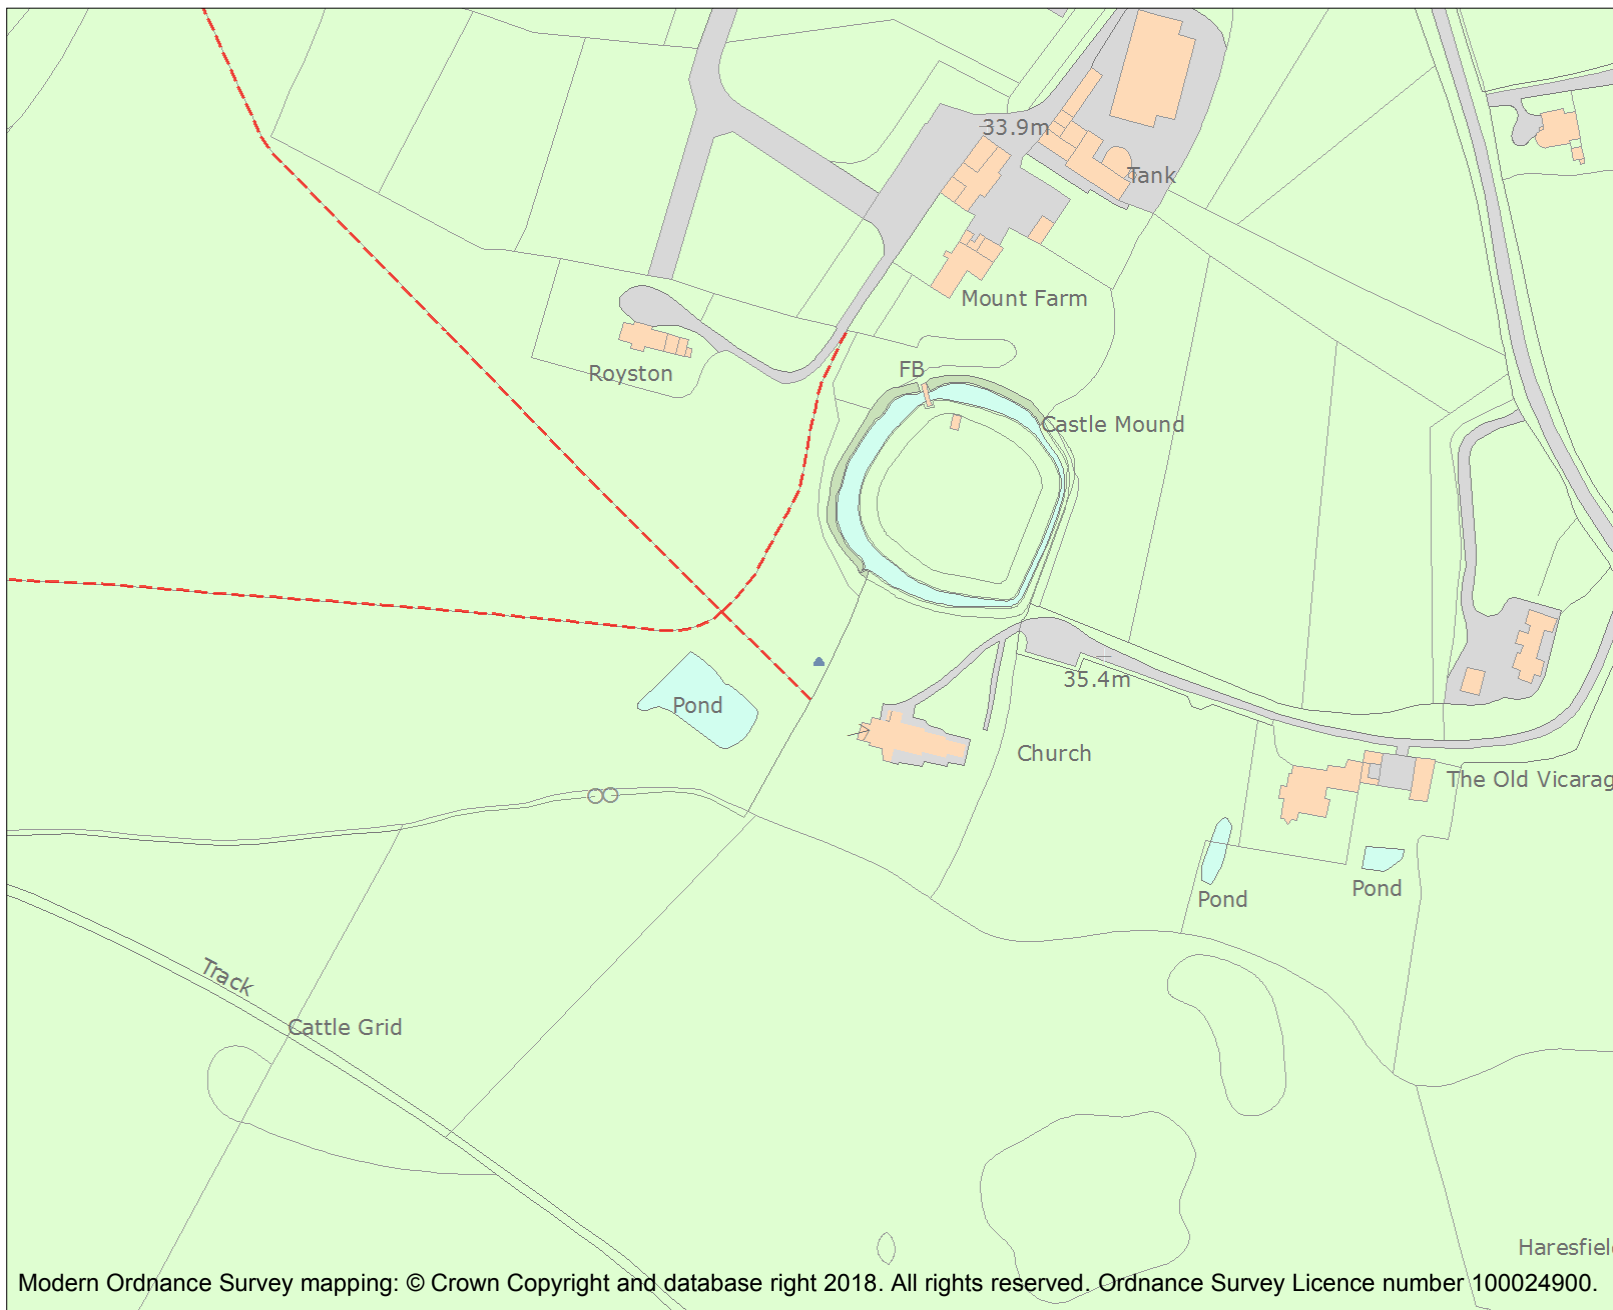 33.9m
Tank
Mount Farm
FB
Royston
Castle Mound
35.4m
Pond
Church
The Old Vicarag
Pond
Pond
Track
Cattle Grid
Haresfiel
Modern Ordnance Survey mapping: © Crown Copyright and database right 2018. All rights reserved. Ordnance Survey Licence number 100024900.